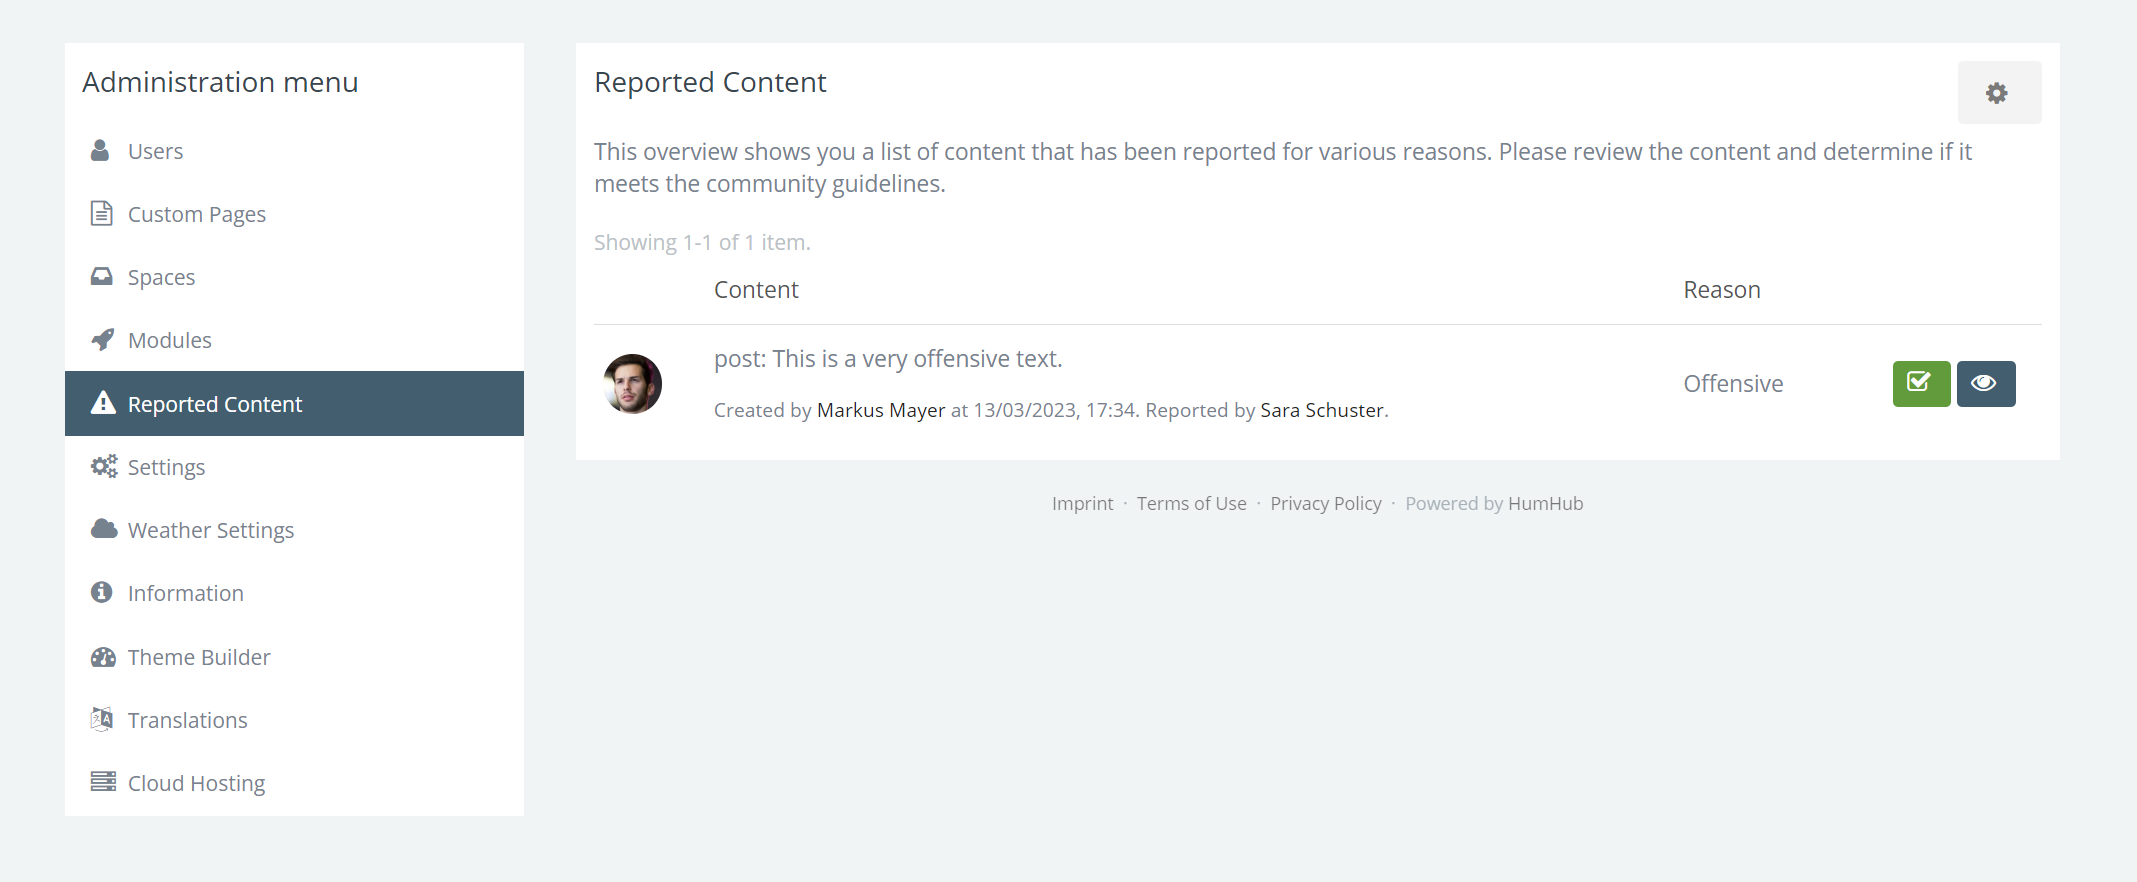 Administration menu
Users
Custom Pages
Spaces
Modules
Reported Content
Settings
Weather Settings
Information
Theme Builder
Translations
Cloud Hosting
Reported Content
This overview shows you a list of content that has been reported for various reasons. Please review the content and determine if it
meets the community guidelines.
Showing 1-1 of 1 item.
Content Reason
post: This is a very offensive text.
Offensive
Created by Markus Mayer at 13/03/2023, 17:34. Reported by Sara Schuster.
Imprint · Terms of Use · Privacy Policy · Powered by HumHub